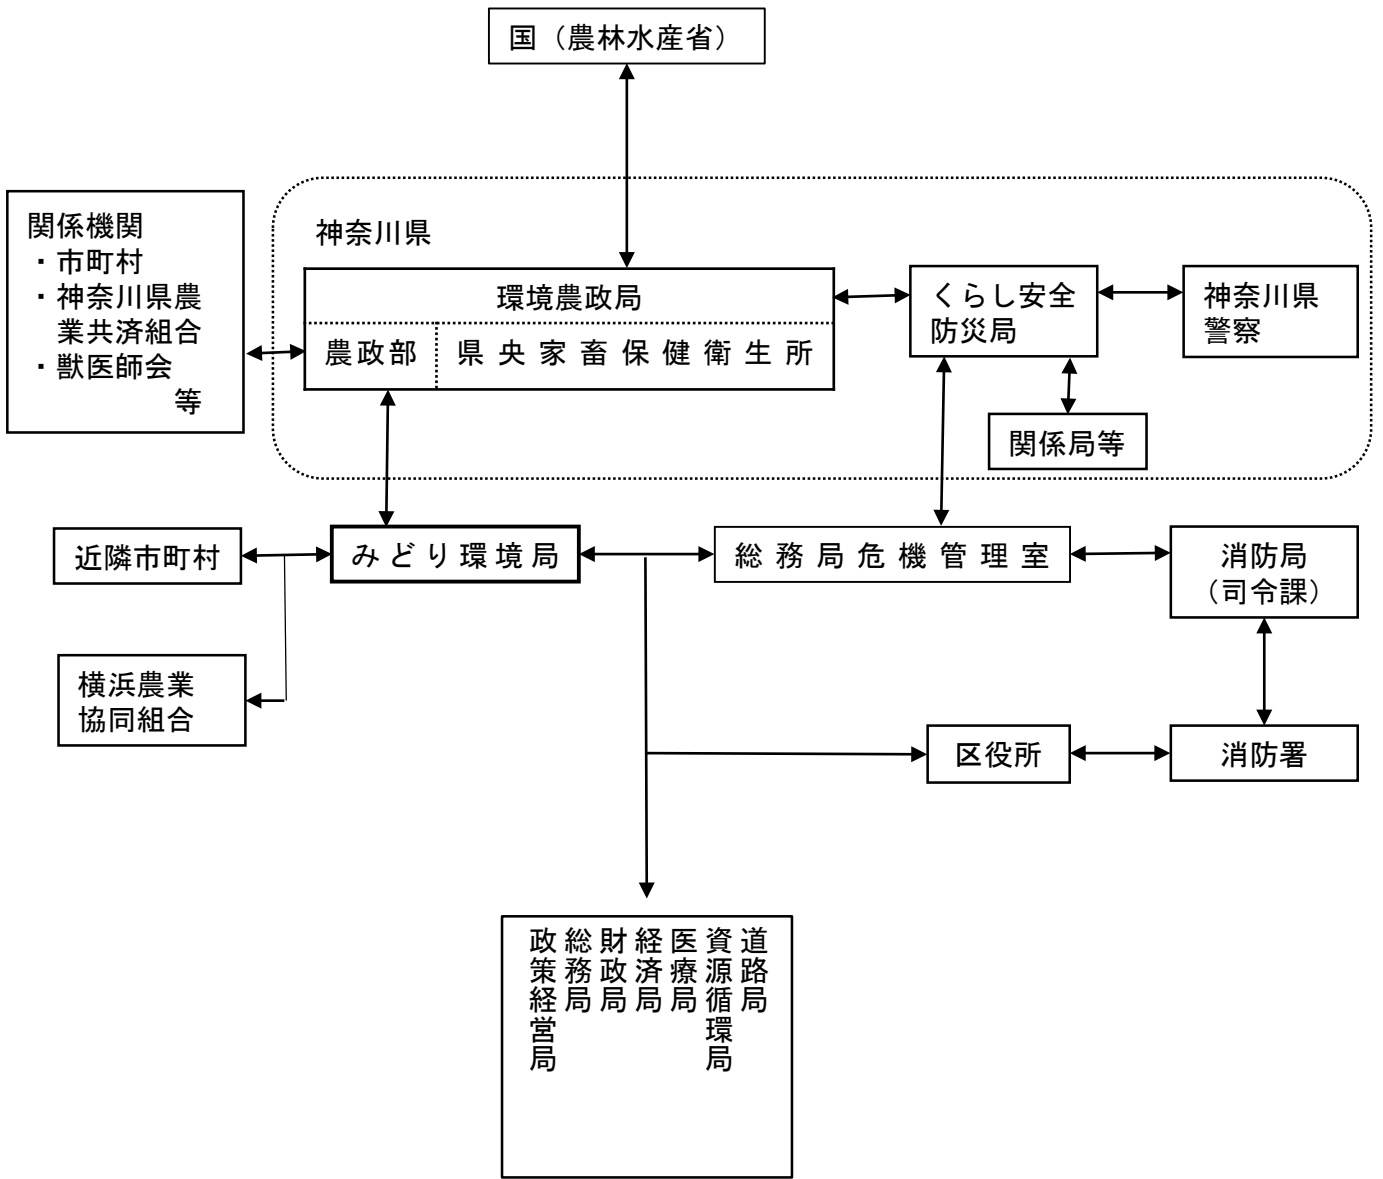 国（農林水産省）
神奈川県
関係機関
・市町村
・神奈川県農
業共済組合
・獣医師会
等
環境農政局
農政部
県央家畜保健衛生所
くらし安全
防災局
神奈川県
警察
関係局等
近隣市町村
みどり環境局
総務局危機管理室
消防局
（司令課）
横浜農業
協同組合
区役所
消防署
政策経営局
総務局
財政局
経済局
医療局
資源循環局
道路局